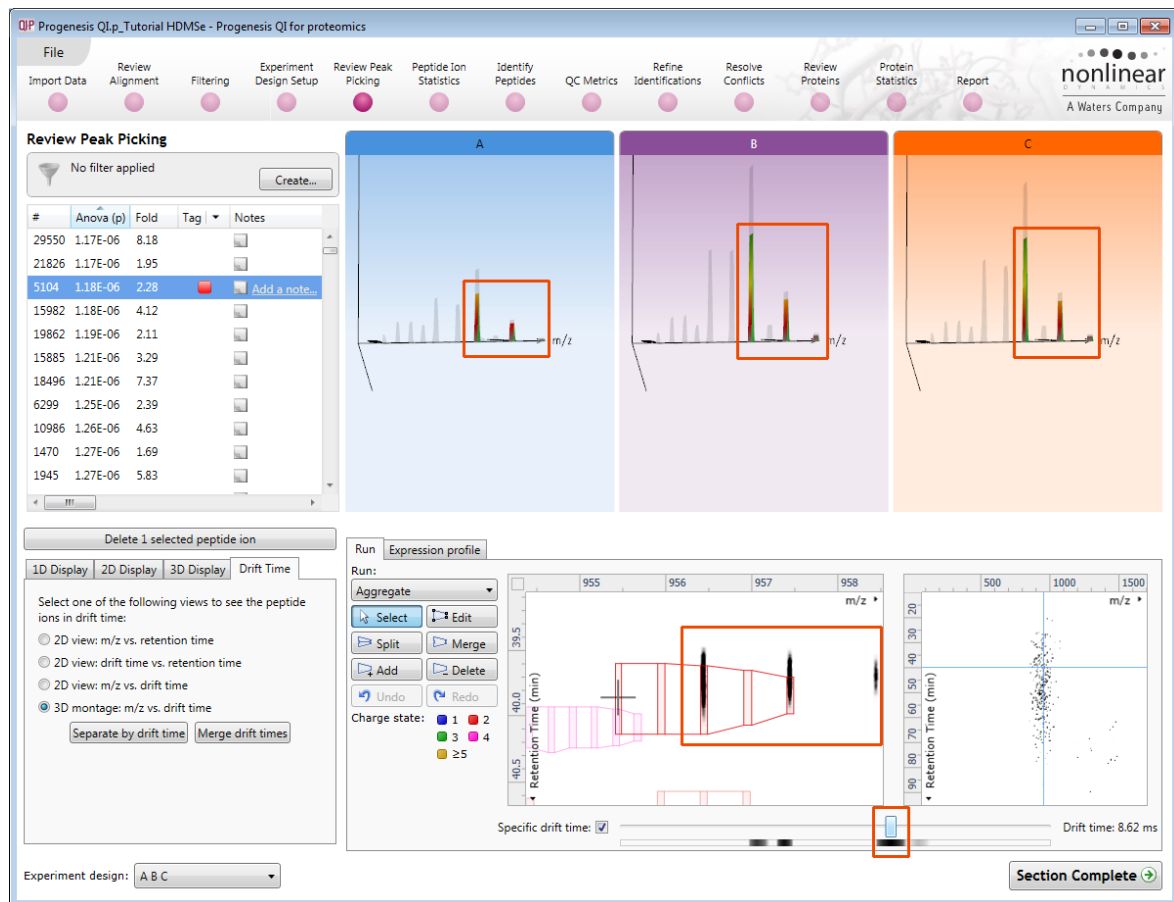 QIP Progenesis QI.p_Tutorial HDMSe - Progenesis QI for proteomics
File
Import Data
Review Alignment
Filtering
Experiment Design Setup
Review Peak Picking
Peptide Ion Statistics
Identify Peptides
QC Metrics
Refine Identifications
Resolve Conflicts
Review Proteins
Protein Statistics
Report
nonlinear
DYNAMICS
A Waters Company
Review Peak Picking
No filter applied
Create...
# Anova (p) Fold Tag Notes
29550 1.17E-06 8.18
21826 1.17E-06 1.95
5104 1.18E-06 2.28 Add a note...
15982 1.18E-06 4.12
19862 1.19E-06 2.11
15885 1.21E-06 3.29
18496 1.21E-06 7.37
6299 1.25E-06 2.39
10986 1.26E-06 4.63
1470 1.27E-06 1.69
1945 1.27E-06 5.83
A
m/z
B
m/z
C
m/z
Delete 1 selected peptide ion
1D Display 2D Display 3D Display Drift Time
Select one of the following views to see the peptide
ions in drift time:
2D view: m/z vs. retention time
2D view: drift time vs. retention time
2D view: m/z vs. drift time
3D montage: m/z vs. drift time
Separate by drift time Merge drift times
Run Expression profile
Run:
Aggregate
Select Edit
Split Merge
Add Delete
Undo Redo
Charge state: 1 2
3 4
≥5
955 956 957 958
m/z
39.5 40.0 40.5
Retention Time (min)
500 1000 1500
m/z
20 30 40 50 60 70 80 90
Retention Time (min)
Specific drift time:
Drift time: 8.62 ms
Experiment design: A B C
Section Complete